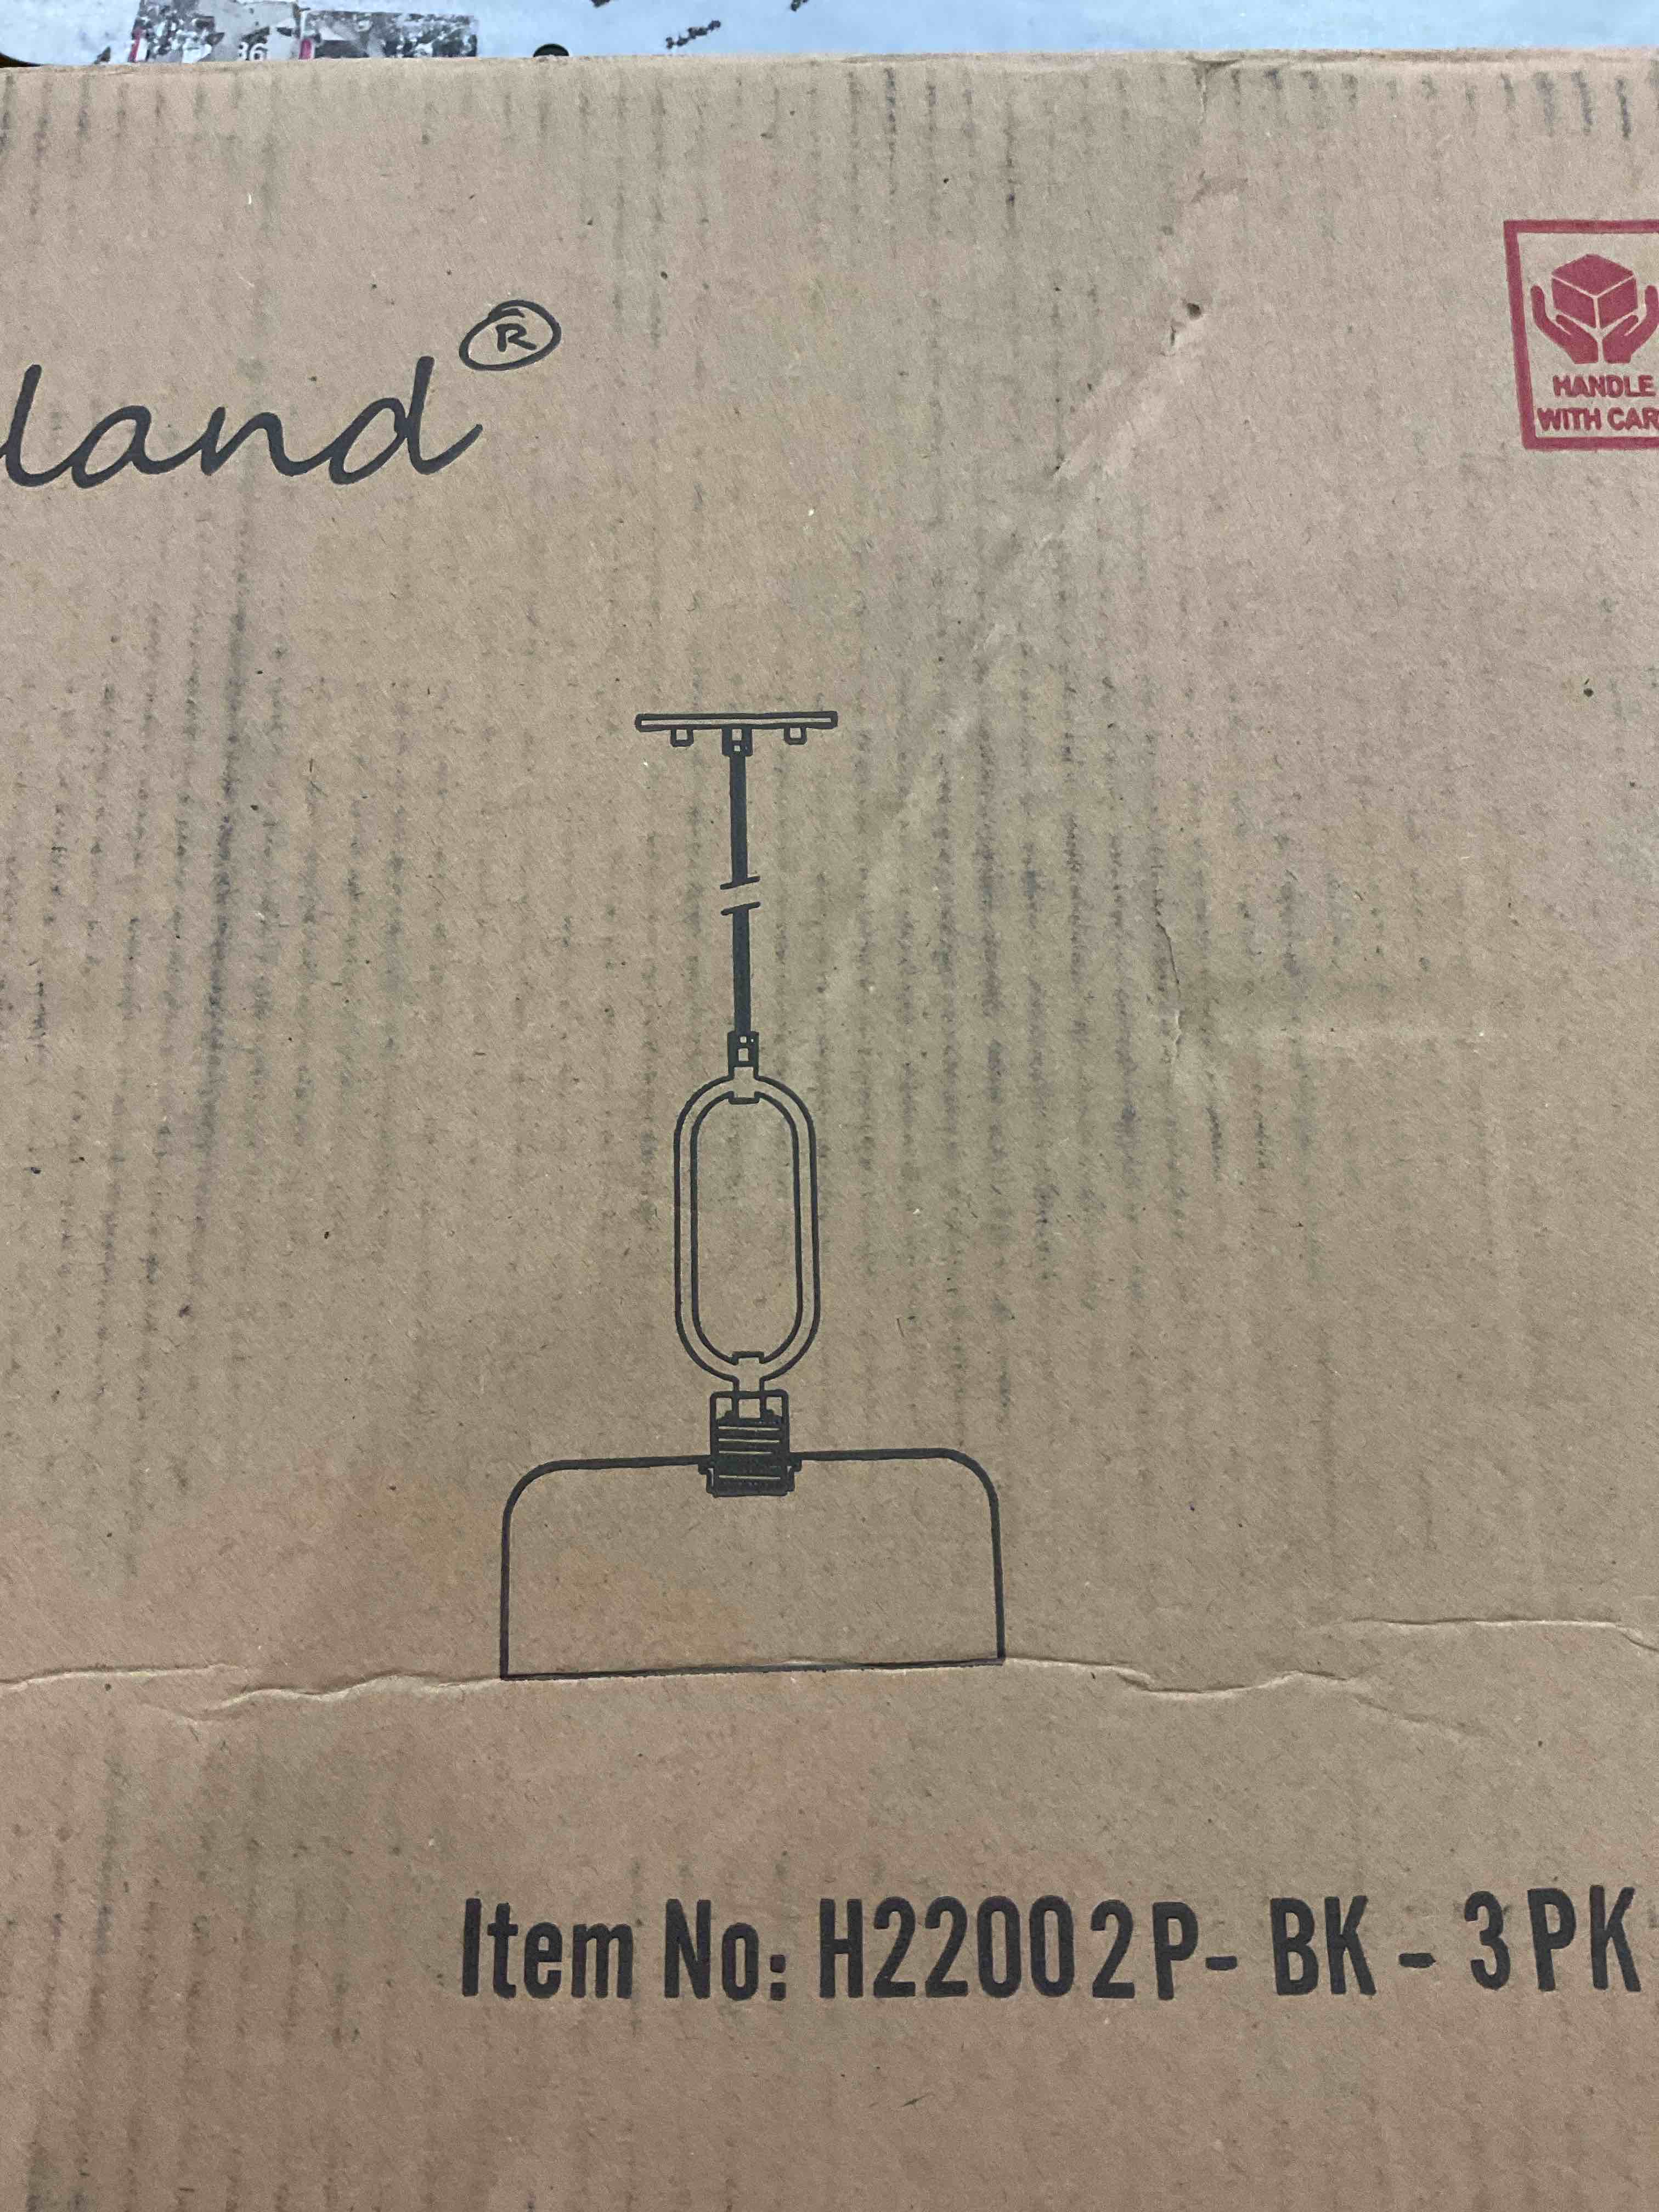 land®
HANDLE
WITH CAR
Item No: H22002P- BK - 3PK